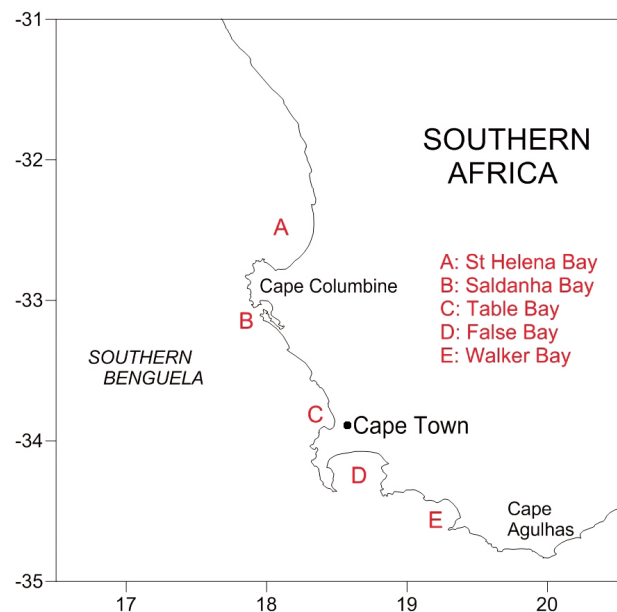 -31
-32
-33
-34
-35
17
18
19
20
SOUTHERN
AFRICA
A
A: St Helena Bay
B: Saldanha Bay
C: Table Bay
D: False Bay
E: Walker Bay
Cape Columbine
B
SOUTHERN
BENGUELA
C
Cape Town
D
E
Cape
Agulhas